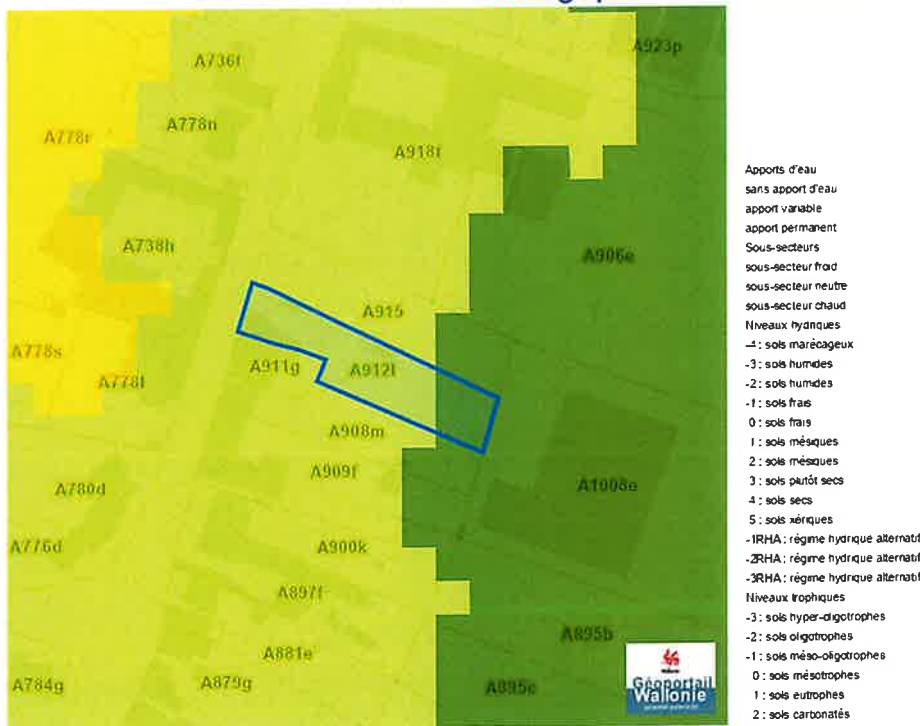 A923p
A736f
A778n
A778r
A918f
A738h
A906e
A915
A778s
A911g
A912l
A778l
A908m
A909f
A780d
A1008e
A776d
A900k
A897f
A895b
A881e
A784g
A879g
A895c
Géoportail
Wallonie
Apports d'eau
sans apport d'eau
apport variable
apport permanent
Sous-secteurs
sous-secteur froid
sous-secteur neutre
sous-secteur chaud
Niveaux hydriques
-4 : sols marécageux
-3 : sols humides
-2 : sols humides
-1 : sols frais
0 : sols frais
1 : sols mésiques
2 : sols mésiques
3 : sols plutôt secs
4 : sols secs
5 : sols xériques
-1RHA : régime hydrique alternatif
-2RHA : régime hydrique alternatif
-3RHA : régime hydrique alternatif
Niveaux trophiques
-3 : sols hyper-oligotrophes
-2 : sols oligotrophes
-1 : sols méso-oligotrophes
0 : sols mésotrophes
1 : sols eutrophes
2 : sols carbonatés